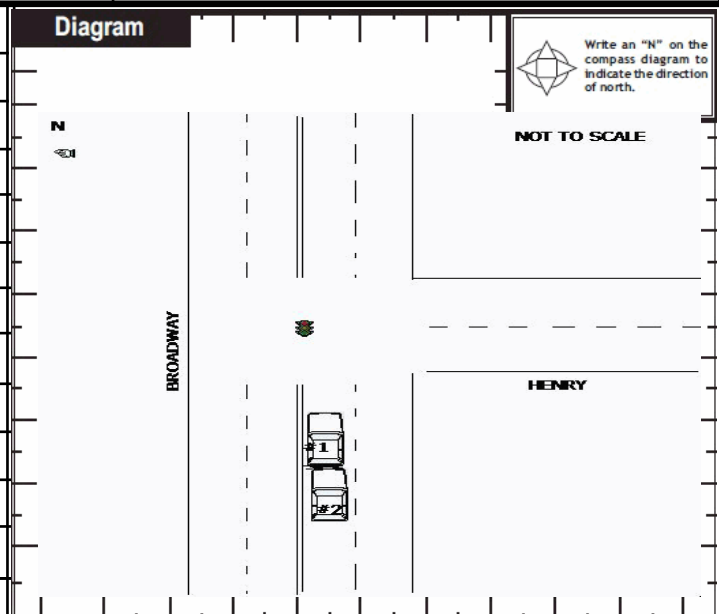 Diagram
Write an “N” on the
compass diagram to
indicate the direction
of north.
N
NOT TO SCALE
BROADWAY
HENRY
#1
#2